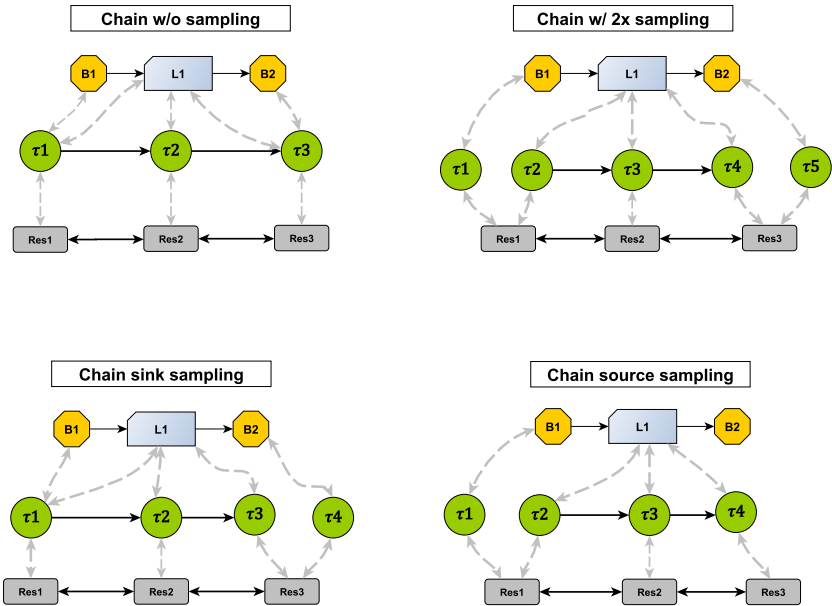 Chain w/o sampling
B1 L1 B2
τ1 τ2 τ3
Res1 Res2 Res3
Chain w/ 2x sampling
B1 L1 B2
τ1 τ2 τ3 τ4 τ5
Res1 Res2 Res3
Chain sink sampling
B1 L1 B2
τ1 τ2 τ3 τ4
Res1 Res2 Res3
Chain source sampling
B1 L1 B2
τ1 τ2 τ3 τ4
Res1 Res2 Res3